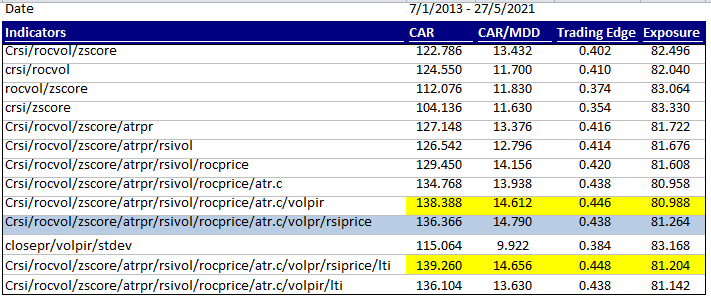 Date 7/1/2013 - 27/5/2021
Indicators CAR CAR/MDD Trading Edge Exposure
Crsi/rocvol/zscore 122.786 13.432 0.402 82.496
crsi/rocvol 124.550 11.700 0.410 82.040
rocvol/zscore 112.076 11.830 0.374 83.064
crsi/zscore 104.136 11.630 0.354 83.330
Crsi/rocvol/zscore/atrpr 127.148 13.376 0.416 81.722
Crsi/rocvol/zscore/atrpr/rsivol 126.542 12.796 0.414 81.676
Crsi/rocvol/zscore/atrpr/rsivol/rocprice 129.450 14.156 0.420 81.608
Crsi/rocvol/zscore/atrpr/rsivol/rocprice/atr.c 134.768 13.938 0.438 80.958
Crsi/rocvol/zscore/atrpr/rsivol/rocprice/atr.c/volpir 138.388 14.612 0.446 80.988
Crsi/rocvol/zscore/atrpr/rsivol/rocprice/atr.c/volpr/rsiprice 136.366 14.790 0.438 81.264
closepr/volpir/stdev 115.064 9.922 0.384 83.168
Crsi/rocvol/zscore/atrpr/rsivol/rocprice/atr.c/volpr/rsiprice/lti 139.260 14.656 0.448 81.204
Crsi/rocvol/zscore/atrpr/rsivol/rocprice/atr.c/volpir/lti 136.104 13.630 0.438 81.142